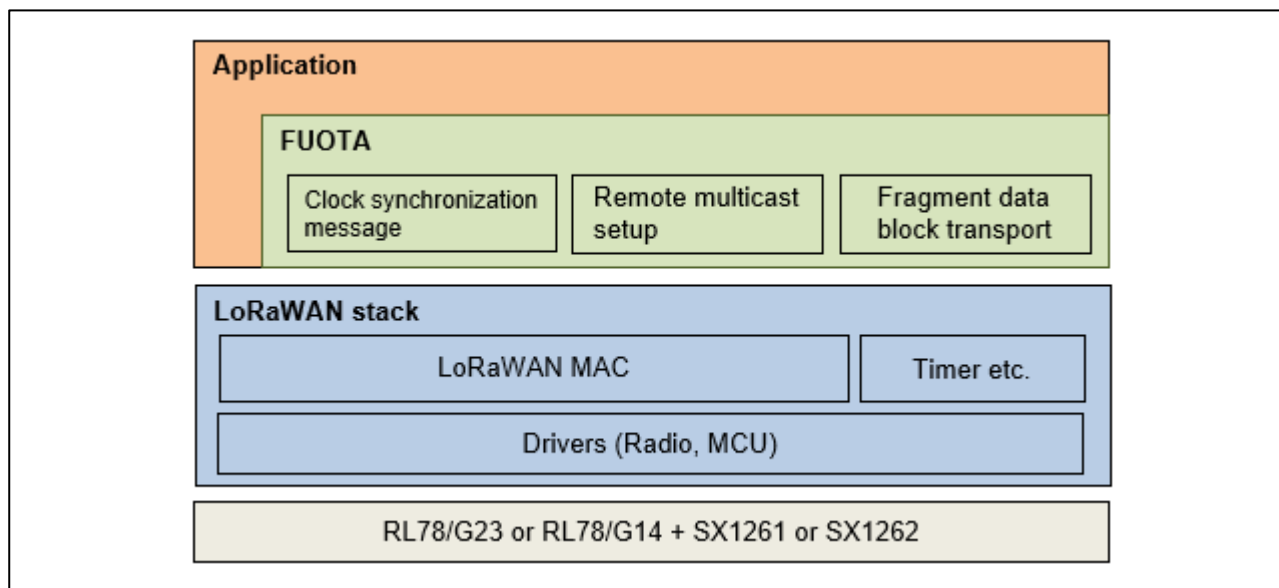 Application
FUOTA
Clock synchronization
message
Remote multicast
setup
Fragment data
block transport
LoRaWAN stack
LoRaWAN MAC
Timer etc.
Drivers (Radio, MCU)
RL78/G23 or RL78/G14 + SX1261 or SX1262